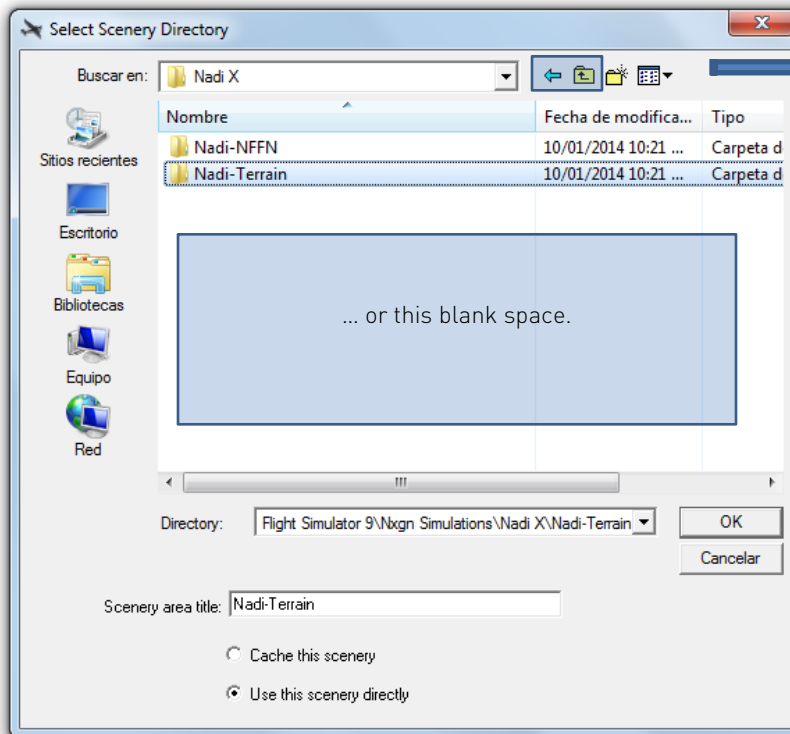 Select Scenery Directory
Buscar en: Nadi X
Nombre Fecha de modifica... Tipo
Nadi-NFFN 10/01/2014 10:21 ... Carpeta d
Nadi-Terrain 10/01/2014 10:21 ... Carpeta d
Sitios recientes
Escritorio
Bibliotecas
Equipo
Red
... or this blank space.
Directory: Flight Simulator 9\Nxgn Simulations\Nadi X\Nadi-Terrain OK
Cancelar
Scenery area title: Nadi-Terrain
Cache this scenery
Use this scenery directly